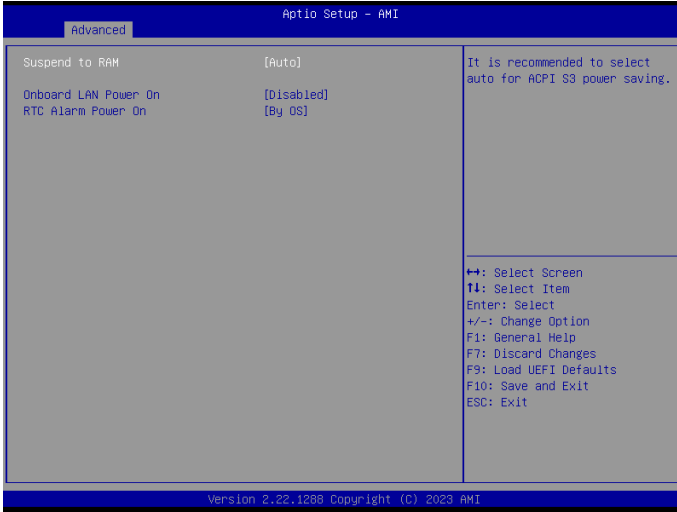 Aptio Setup – AMI
Advanced
Suspend to RAM [Auto]
Onboard LAN Power On [Disabled]
RTC Alarm Power On [By OS]
It is recommended to select
auto for ACPI S3 power saving.
↔: Select Screen
↑↓: Select Item
Enter: Select
+/-: Change Option
F1: General Help
F7: Discard Changes
F9: Load UEFI Defaults
F10: Save and Exit
ESC: Exit
Version 2.22.1288 Copyright (C) 2023 AMI